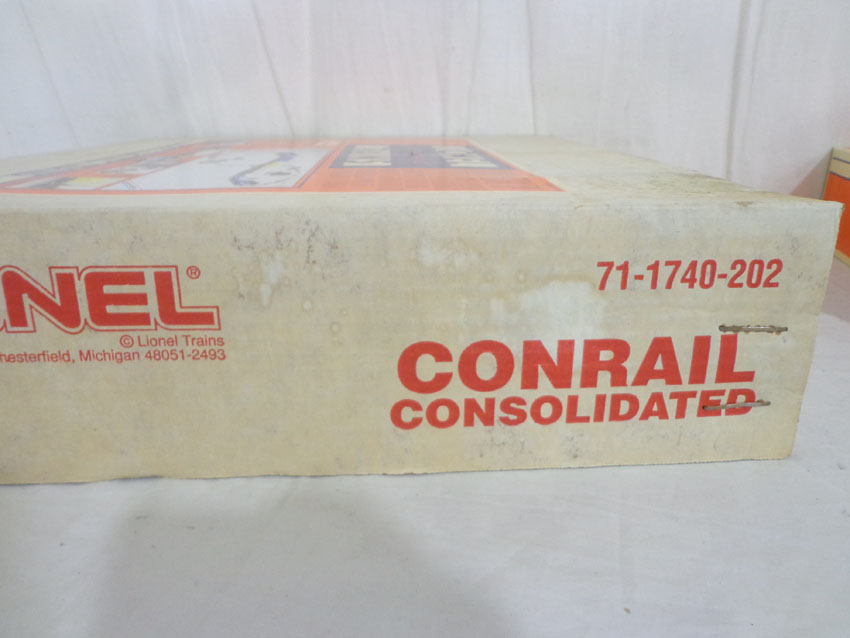 NEL®
© Lionel Trains
hesterfield, Michigan 48051-2493
71-1740-202
CONRAIL
CONSOLIDATED